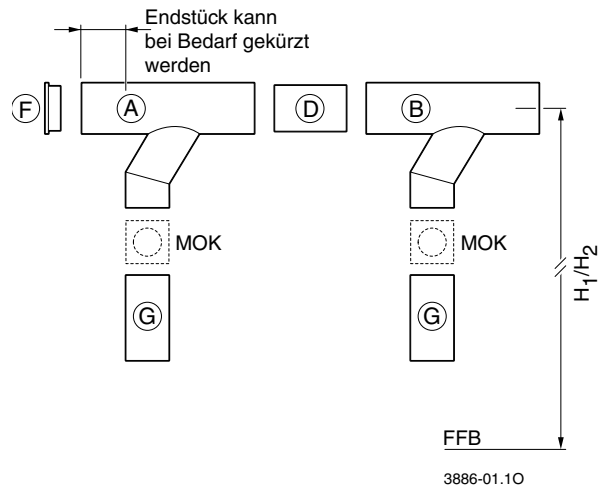 Endstück kann
bei Bedarf gekürzt
werden
F
A
D
B
MOK
MOK
G
G
H1/H2
FFB
3886-01.1O